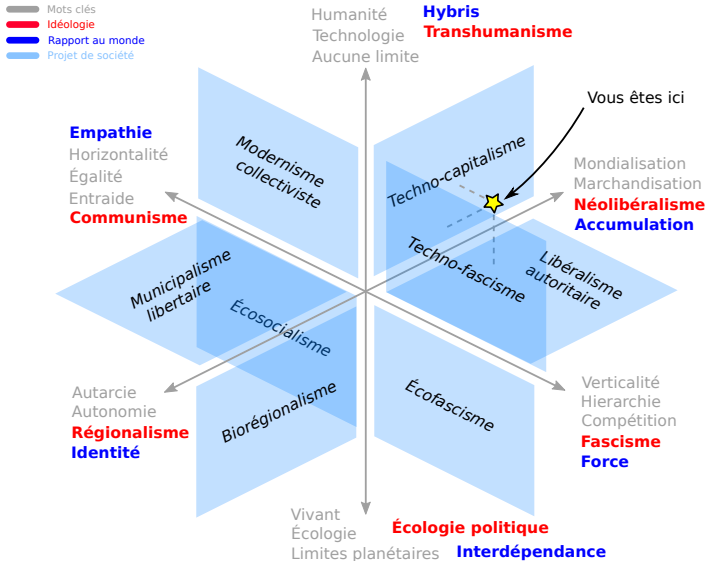 Mots clés
Idéologie
Rapport au monde
Projet de société
Humanité
Technologie
Aucune limite
Hybris
Transhumanisme
Vous êtes ici
Empathie
Horizontalité
Égalité
Entraide
Communisme
Modernisme
collectiviste
Techno-capitalisme
Mondialisation
Marchandisation
Néolibéralisme
Accumulation
Municipalisme
libertaire
Écosocialisme
Techno-fascisme
Libéralisme
autoritaire
Autarcie
Autonomie
Régionalisme
Identité
Biorégionalisme
Écofascisme
Verticalité
Hierarchie
Compétition
Fascisme
Force
Vivant
Écologie
Limites planétaires
Écologie politique
Interdépendance